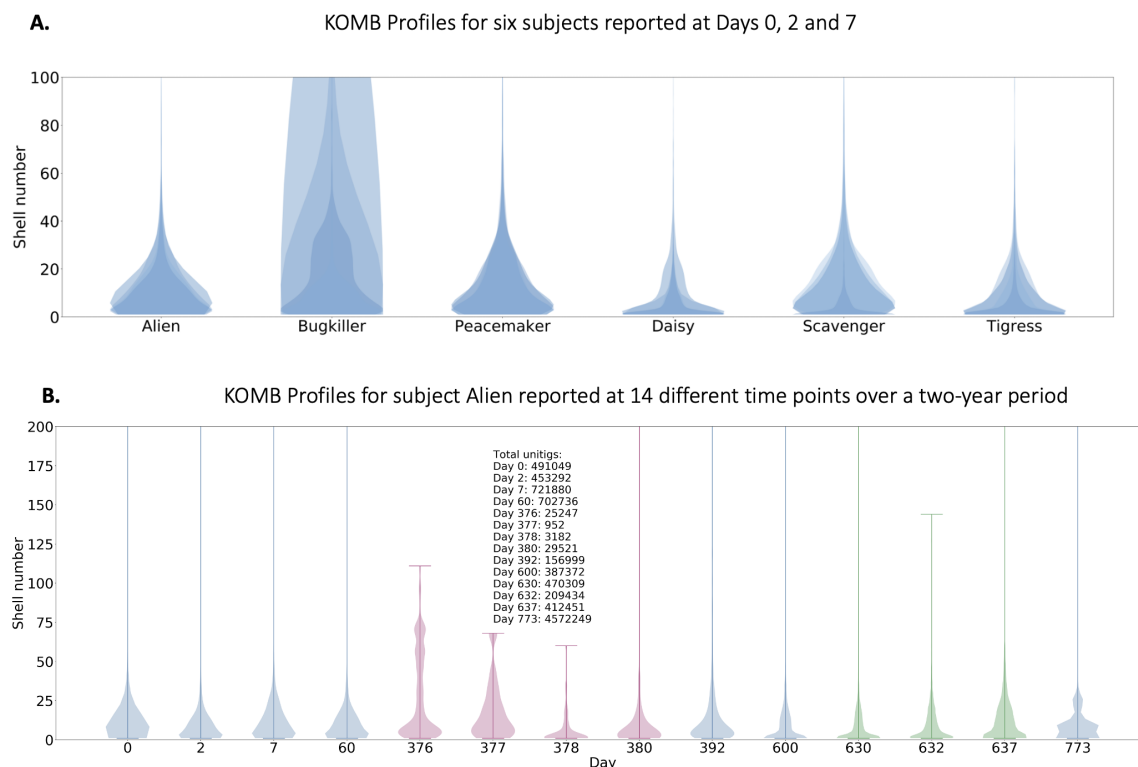 A.
KOMB Profiles for six subjects reported at Days 0, 2 and 7
100
80
60
40
20
0
Shell number
Alien Bugkiller Peacemaker Daisy Scavenger Tigress
B.
KOMB Profiles for subject Alien reported at 14 different time points over a two-year period
200
175
150
125
100
75
50
25
0
Shell number
Total unitigs:
Day 0: 491049
Day 2: 453292
Day 7: 721880
Day 60: 702736
Day 376: 25247
Day 377: 952
Day 378: 3182
Day 380: 29521
Day 392: 156999
Day 600: 387372
Day 630: 470309
Day 632: 209434
Day 637: 412451
Day 773: 4572249
0 2 7 60 376 377 378 380 392 600 630 632 637 773
Day